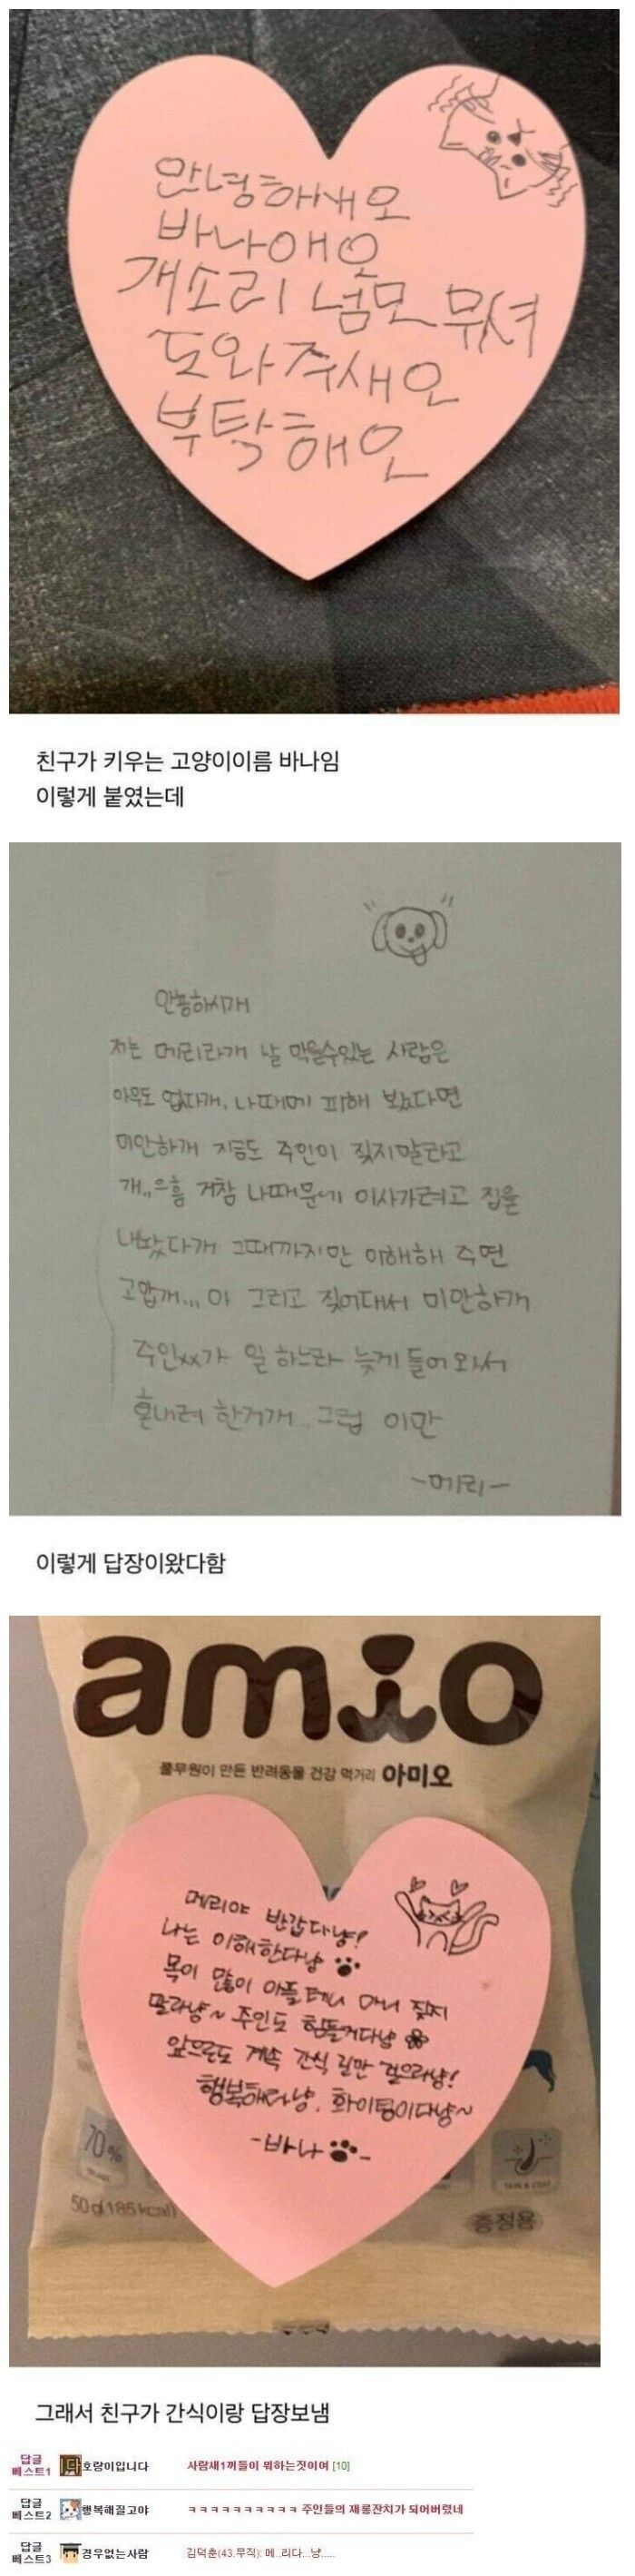 안녕하새오
바나애오
개소리 넘모 무셔
도와주새오
부탁해오
친구가 키우는 고양이이름 바나임
이렇게 붙였는데
안뇽하시개
저는 메리라개 날 막을수있는 사람은
아무도 업다개, 나때메 피해 봤다면
미안하개 지금도 주인이 짖지말라고
개,,으흠 거참 나때문에 이사가려고 집을
내놨다개 그때까지만 이해해 주면
고맙개,,, 아 그리고 짖어대서 미안하개
주인xx가 일 하느라 늦게 들어와서
혼내려 한거개.. 그럼 이만
-메리-
이렇게 답장이왔다함
amio
풀무원이 만든 반려동물 건강 먹거리 아미오
메리야 반갑다냥!
나는 이해한다냥
목이 많이 아플테니 마니 짖지
말라냥~ 주인도 힘들거다냥
앞으로도 계속 간식 길만 걸으라냥!
행복해라냥. 화이팅이다냥~
-바나-
70%
50g(185kcal)
SKIN & COAT
증정용
그래서 친구가 간식이랑 답장보냄
답글 베스트1 호랑이입니다 사람새1끼들이 뭐하는짓이여 [10]
답글 베스트2 행복해질고야 ㅋㅋㅋㅋㅋㅋㅋㅋㅋㅋ 주인들의 재롱잔치가 되어버렸네
답글 베스트3 경우없는사람 김덕춘(43.무직): 메..리다...냥.....